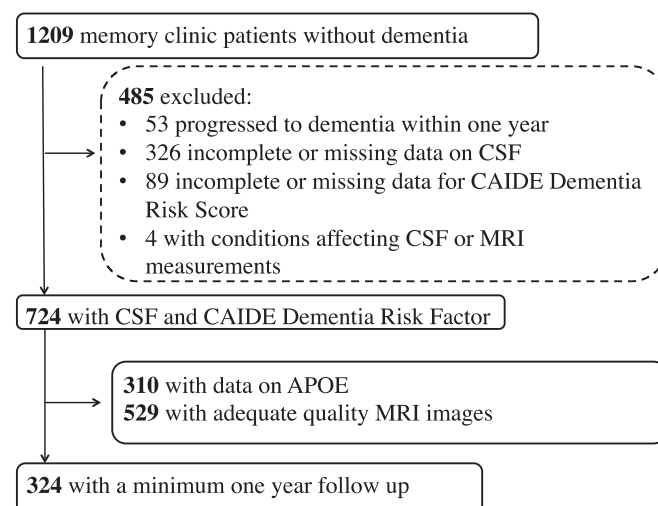 1209 memory clinic patients without dementia
485 excluded:
• 53 progressed to dementia within one year
• 326 incomplete or missing data on CSF
• 89 incomplete or missing data for CAIDE Dementia
Risk Score
• 4 with conditions affecting CSF or MRI
measurements
724 with CSF and CAIDE Dementia Risk Factor
310 with data on APOE
529 with adequate quality MRI images
324 with a minimum one year follow up